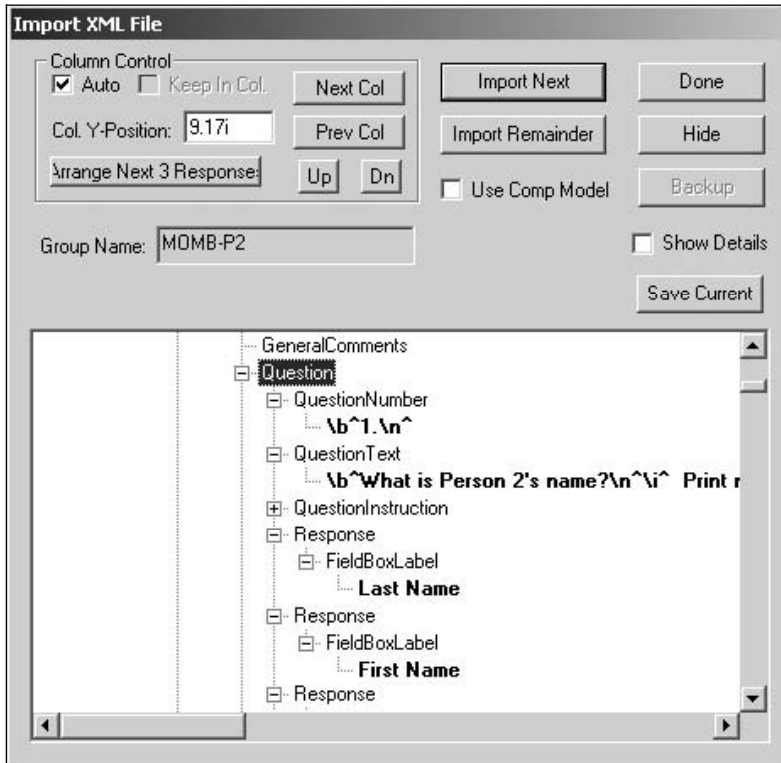 Import XML File
Column Control
Auto Keep In Col. Next Col
Col. Y-Position: 9.17i Prev Col
Arrange Next 3 Response Up Dn
Import Next Done
Import Remainder Hide
Use Comp Model Backup
Group Name: MOMB-P2 Show Details
Save Current
GeneralComments
Question
QuestionNumber
\b^1.\n^
QuestionText
\b^What is Person 2's name?\n^\i^ Print r
QuestionInstruction
Response
FieldBoxLabel
Last Name
Response
FieldBoxLabel
First Name
Response